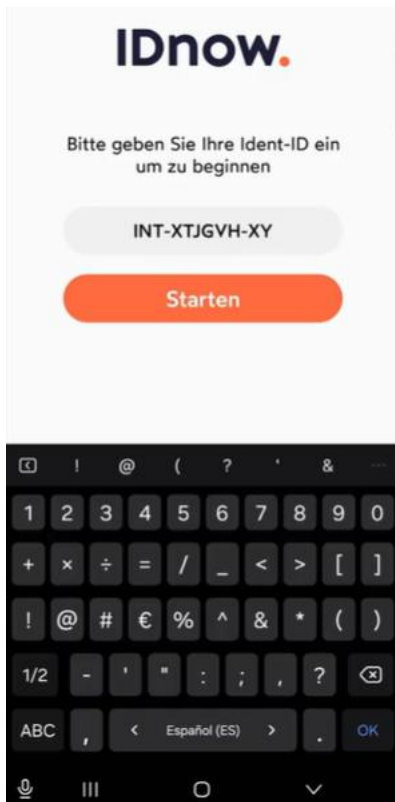 IDnow.
Bitte geben Sie Ihre Ident-ID ein
um zu beginnen
INT-XTJGVH-XY
Starten
! @ ( ? ' & ...
1 2 3 4 5 6 7 8 9 0
+ × ÷ = / _ < > [ ]
! @ # € % ^ & * ( )
1/2 - ' " : ; , ?
ABC , < Español (ES) > . OK